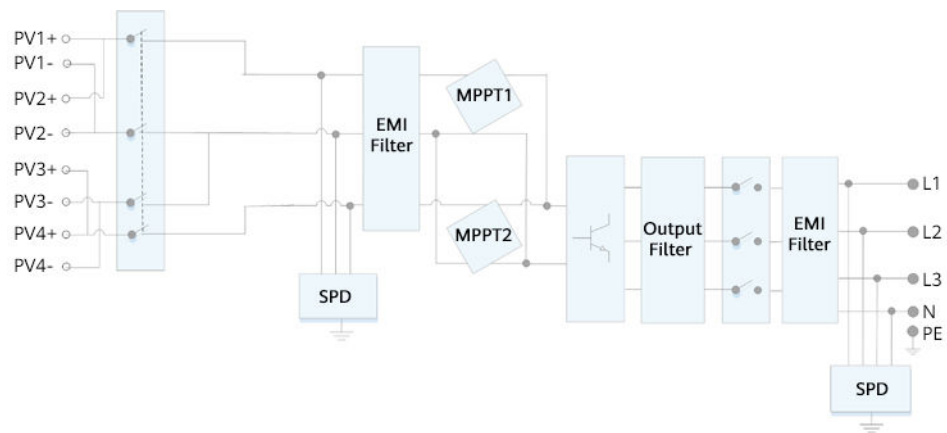 PV1+
PV1-
PV2+
PV2-
PV3+
PV3-
PV4+
PV4-
EMI
Filter
SPD
MPPT1
MPPT2
Output
Filter
EMI
Filter
L1
L2
L3
N
PE
SPD